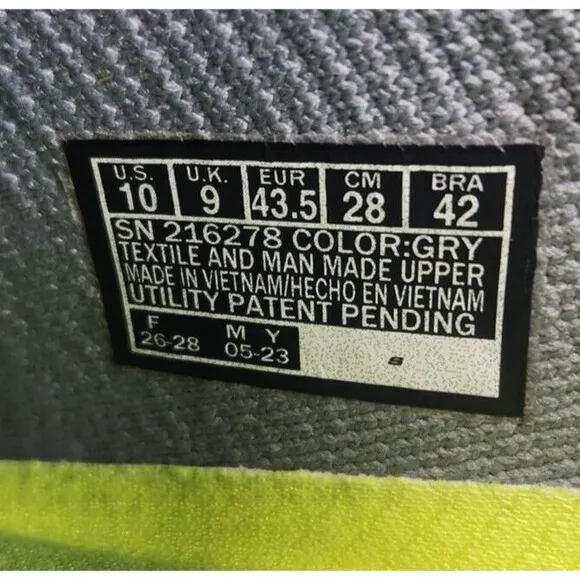 U.S. U.K. EUR CM BRA
10 9 43.5 28 42
SN 216278 COLOR:GRY
TEXTILE AND MAN MADE UPPER
MADE IN VIETNAM/HECHO EN VIETNAM
UTILITY PATENT PENDING
F M Y
26-28 05-23
S